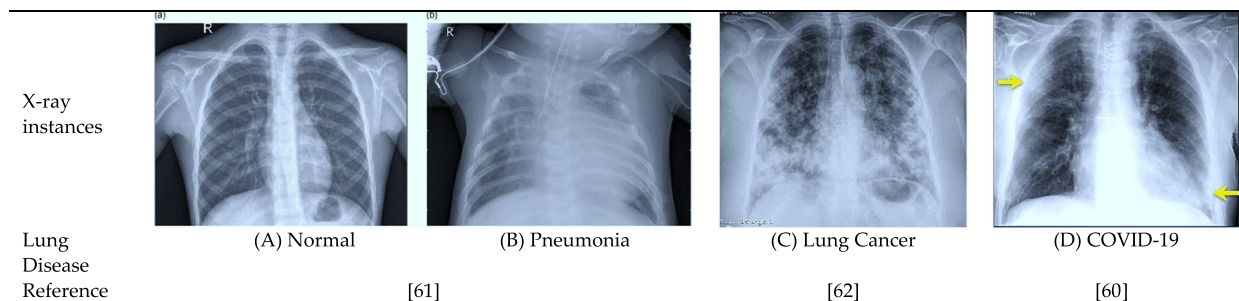 (a)
(b)
R
R
X-ray
instances
(A) Normal
(B) Pneumonia
(C) Lung Cancer
(D) COVID-19
Lung
Disease
Reference
[61]
[62]
[60]